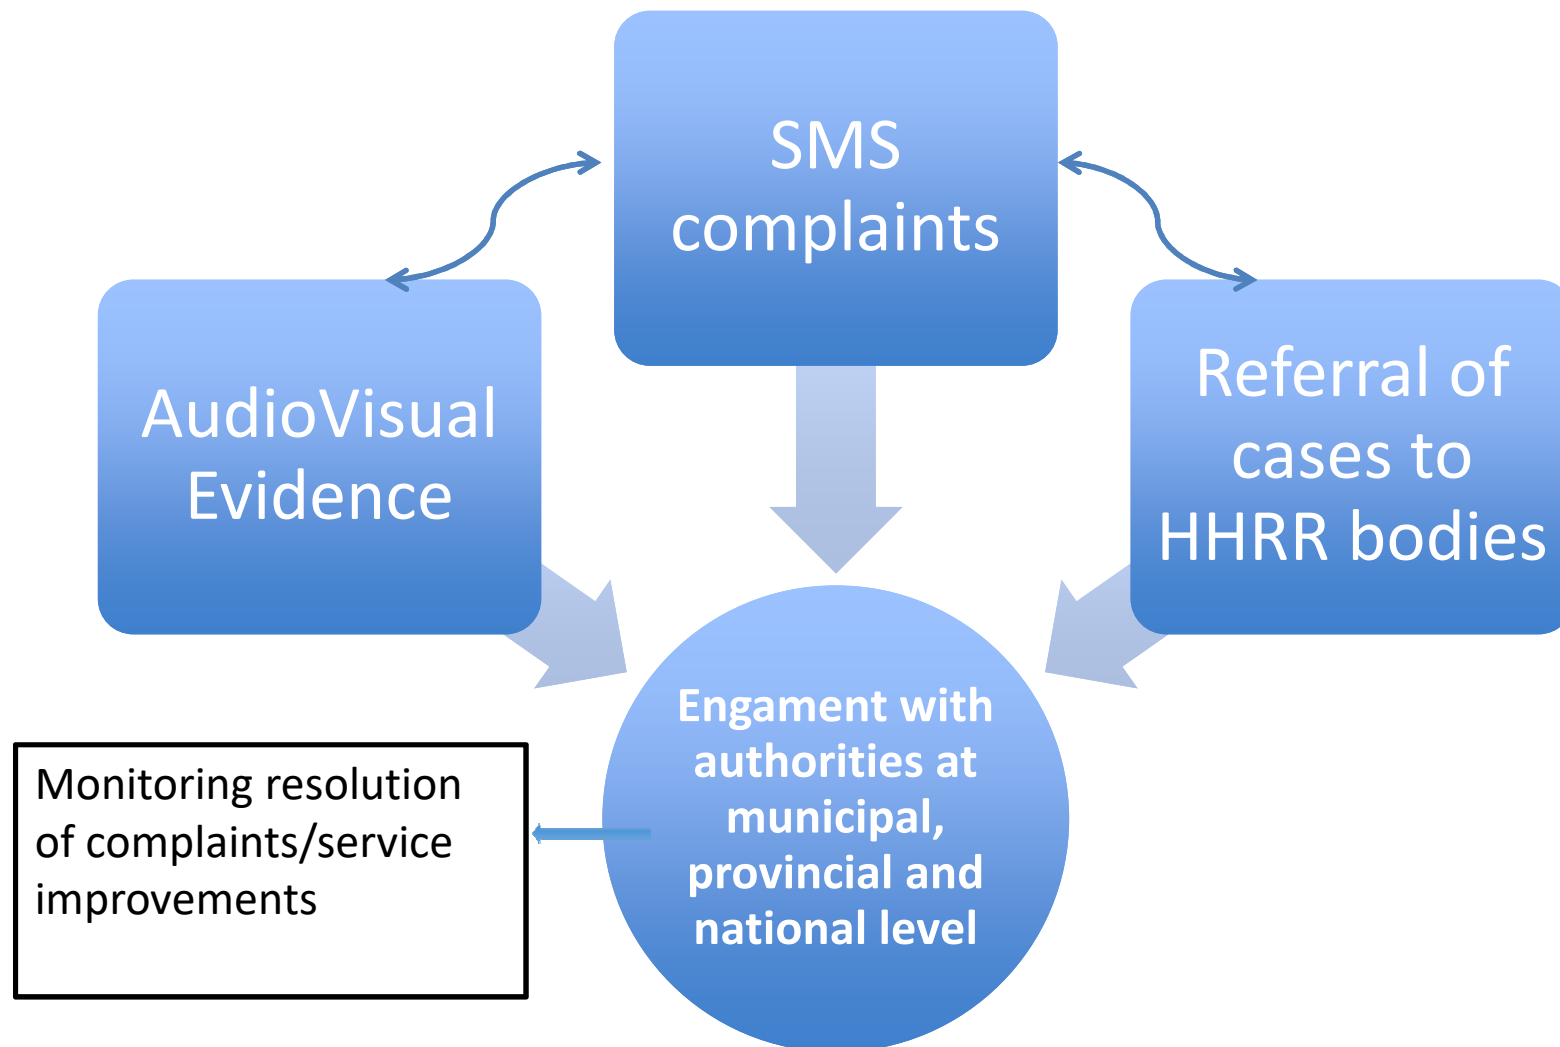 SMS
complaints
AudioVisual
Evidence
Referral of
cases to
HHRR bodies
Engament with
authorities at
municipal,
provincial and
national level
Monitoring resolution
of complaints/service
improvements